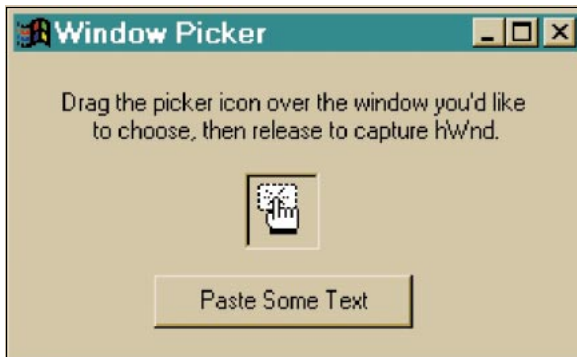 Window Picker
Drag the picker icon over the window you'd like
to choose, then release to capture hWnd.
Paste Some Text